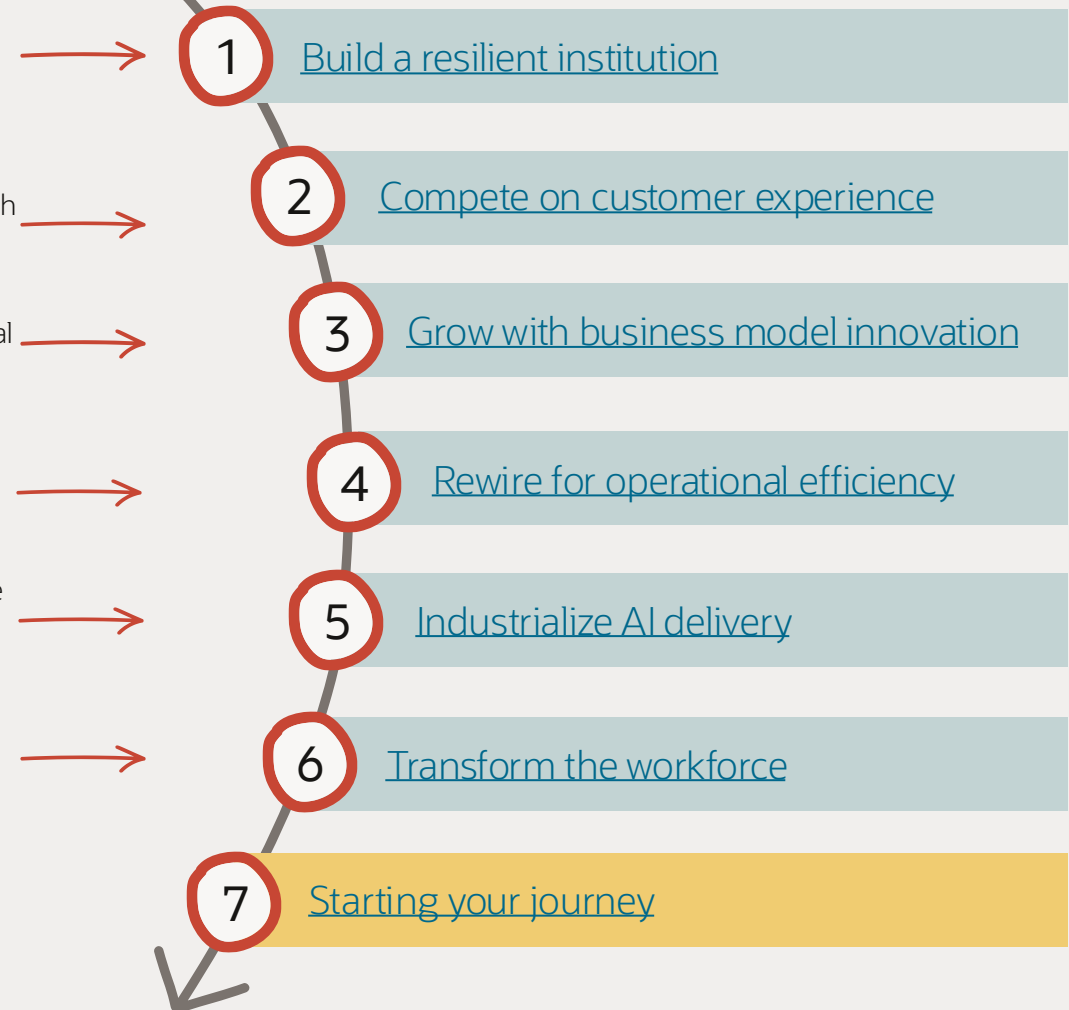 1 Build a resilient institution
2 Compete on customer experience
3 Grow with business model innovation
4 Rewire for operational efficiency
5 Industrialize AI delivery
6 Transform the workforce
7 Starting your journey